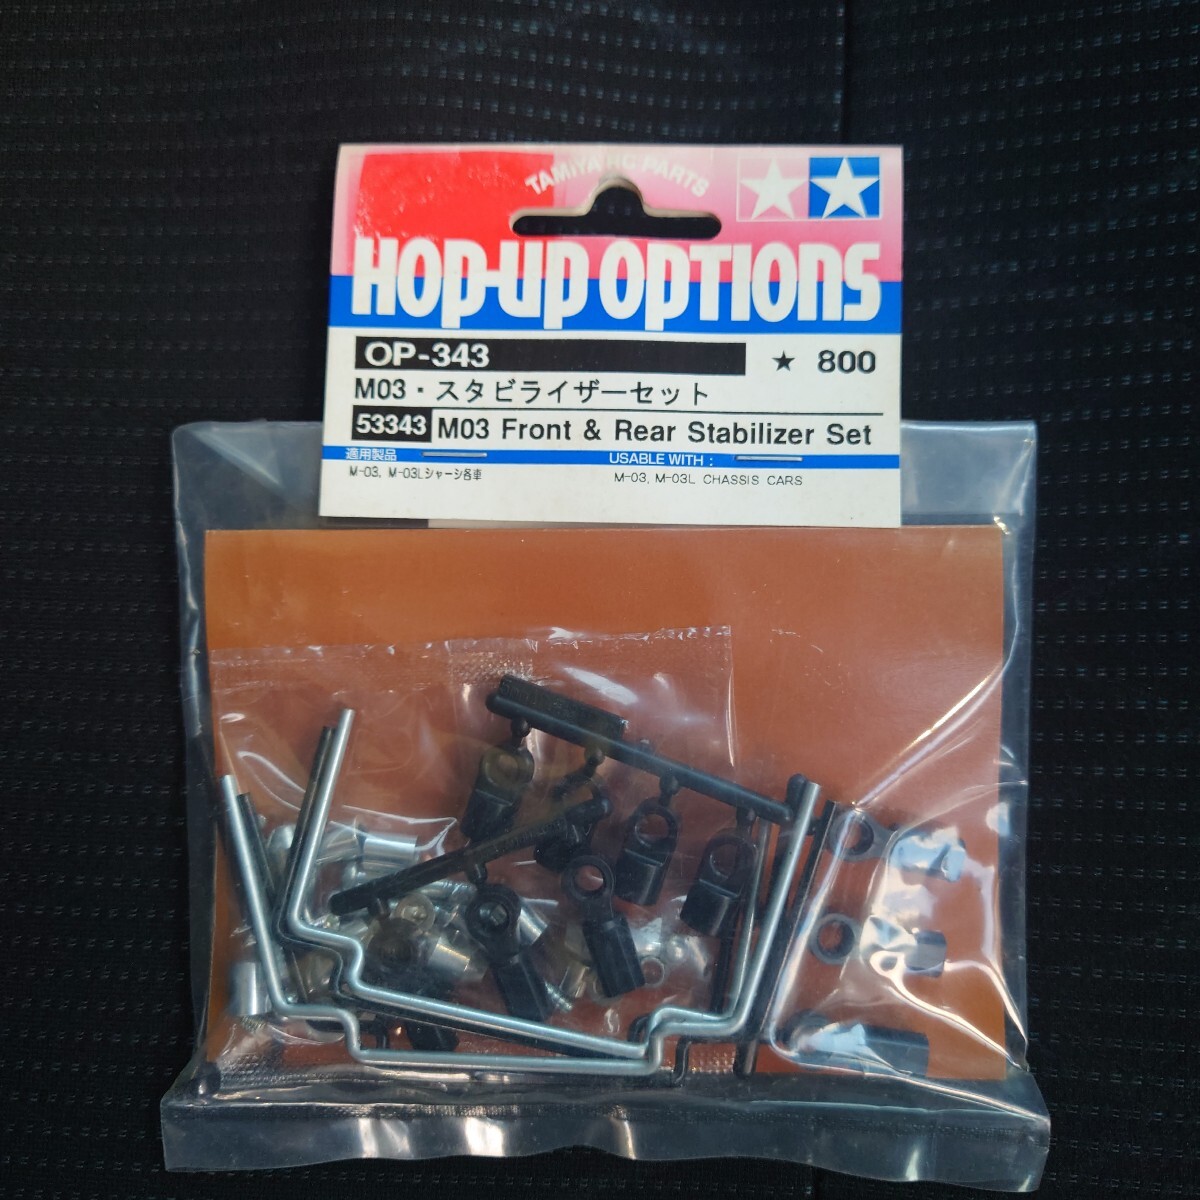 TAMIYA RC PARTS
HOP-UP OPTIONS
OP-343
★ 800
M03・スタビライザーセット
53343 M03 Front & Rear Stabilizer Set
適用製品
USABLE WITH :
M-03, M-03Lシャーシ各車
M-03, M-03L CHASSIS CARS